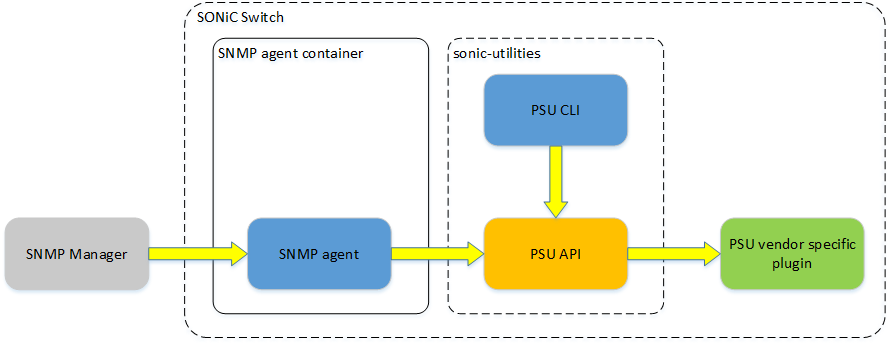 SONiC Switch
SNMP agent container
sonic-utilities
PSU CLI
SNMP Manager
SNMP agent
PSU API
PSU vendor specific
plugin